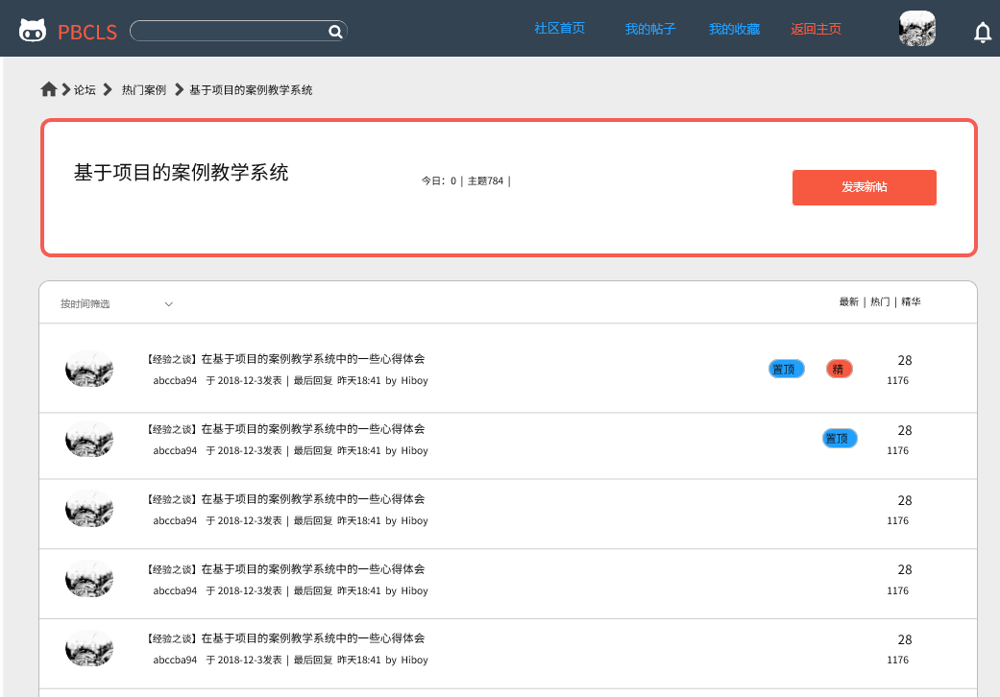 PBCLS 社区首页 我的帖子 我的收藏 返回主页
论坛 热门案例 基于项目的案例教学系统
基于项目的案例教学系统 今日：0 | 主题784 | 发表新帖
按时间筛选 最新 | 热门 | 精华
【经验之谈】在基于项目的案例教学系统中的一些心得体会 置顶 精 28
abccba94 于 2018-12-3发表 | 最后回复 昨天18:41 by Hiboy 1176
【经验之谈】在基于项目的案例教学系统中的一些心得体会 置顶 28
abccba94 于 2018-12-3发表 | 最后回复 昨天18:41 by Hiboy 1176
【经验之谈】在基于项目的案例教学系统中的一些心得体会 28
abccba94 于 2018-12-3发表 | 最后回复 昨天18:41 by Hiboy 1176
【经验之谈】在基于项目的案例教学系统中的一些心得体会 28
abccba94 于 2018-12-3发表 | 最后回复 昨天18:41 by Hiboy 1176
【经验之谈】在基于项目的案例教学系统中的一些心得体会 28
abccba94 于 2018-12-3发表 | 最后回复 昨天18:41 by Hiboy 1176